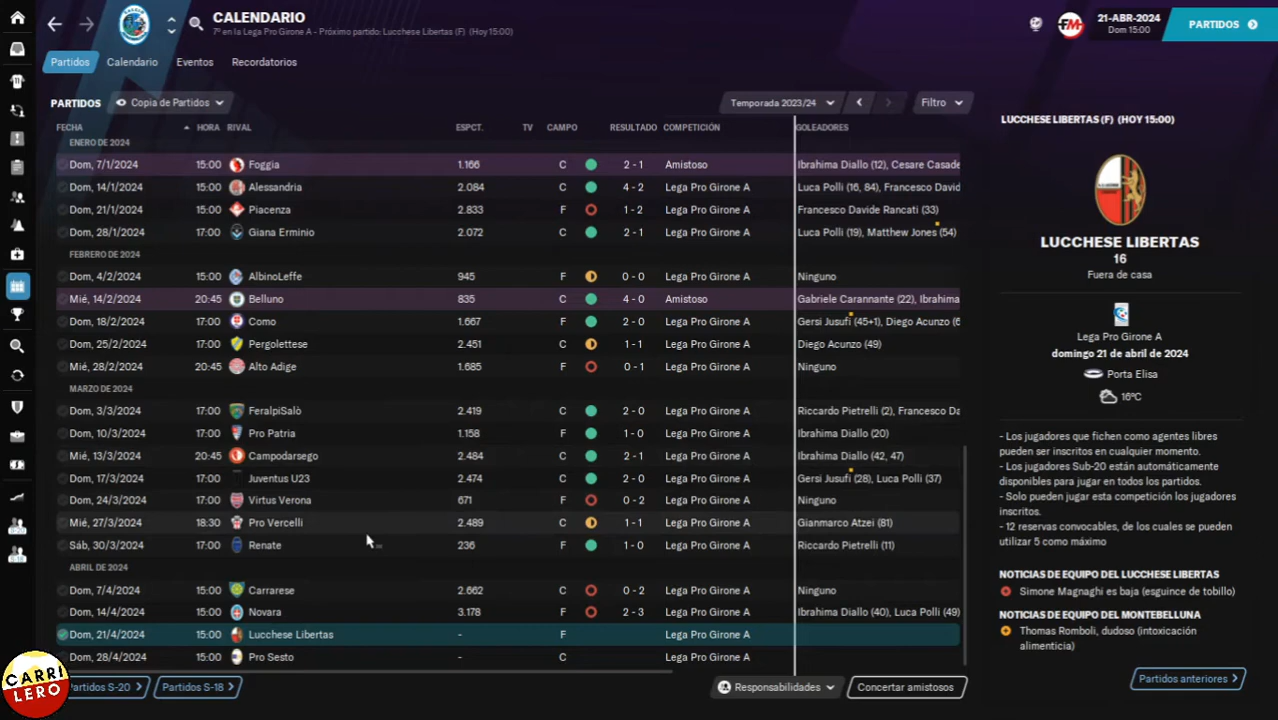 CALENDARIO
7º en la Lega Pro Girone A - Próximo partido: Lucchese Libertas (F) (Hoy 15:00)
FM
21-ABR-2024
Dom 15:00
PARTIDOS
Partidos Calendario Eventos Recordatorios
PARTIDOS Copia de Partidos Temporada 2023/24 Filtro
FECHA HORA RIVAL ESPCT. TV CAMPO RESULTADO COMPETICIÓN GOLEADORES
ENERO DE 2024
Dom, 7/1/2024 15:00 Foggia 1.166 C 2 - 1 Amistoso Ibrahima Diallo (12), Cesare Casade
Dom, 14/1/2024 15:00 Alessandria 2.084 C 4 - 2 Lega Pro Girone A Luca Polli (16, 84), Francesco David
Dom, 21/1/2024 15:00 Piacenza 2.833 F 1 - 2 Lega Pro Girone A Francesco Davide Rancati (33)
Dom, 28/1/2024 17:00 Giana Erminio 2.072 C 2 - 1 Lega Pro Girone A Luca Polli (19), Matthew Jones (54)
FEBRERO DE 2024
Dom, 4/2/2024 15:00 AlbinoLeffe 945 F 0 - 0 Lega Pro Girone A Ninguno
Mié, 14/2/2024 20:45 Belluno 835 C 4 - 0 Amistoso Gabriele Carannante (22), Ibrahima
Dom, 18/2/2024 17:00 Como 1.667 F 2 - 0 Lega Pro Girone A Gersi Jusufi (45+1), Diego Acunzo (6
Dom, 25/2/2024 17:00 Pergolettese 2.451 C 1 - 1 Lega Pro Girone A Diego Acunzo (49)
Mié, 28/2/2024 20:45 Alto Adige 1.685 F 0 - 1 Lega Pro Girone A Ninguno
MARZO DE 2024
Dom, 3/3/2024 17:00 FeralpiSalò 2.419 C 2 - 0 Lega Pro Girone A Riccardo Pietrelli (2), Francesco Da
Dom, 10/3/2024 17:00 Pro Patria 1.158 F 1 - 0 Lega Pro Girone A Ibrahima Diallo (20)
Mié, 13/3/2024 20:45 Campodarsego 2.484 C 2 - 1 Lega Pro Girone A Ibrahima Diallo (42, 47)
Dom, 17/3/2024 17:00 Juventus U23 2.474 C 2 - 0 Lega Pro Girone A Gersi Jusufi (28), Luca Polli (37)
Dom, 24/3/2024 17:00 Virtus Verona 671 F 0 - 2 Lega Pro Girone A Ninguno
Mié, 27/3/2024 18:30 Pro Vercelli 2.489 C 1 - 1 Lega Pro Girone A Gianmarco Atzei (81)
Sáb, 30/3/2024 17:00 Renate 236 F 1 - 0 Lega Pro Girone A Riccardo Pietrelli (11)
ABRIL DE 2024
Dom, 7/4/2024 15:00 Carrarese 2.662 C 0 - 2 Lega Pro Girone A Ninguno
Dom, 14/4/2024 15:00 Novara 3.178 F 2 - 3 Lega Pro Girone A Ibrahima Diallo (40), Luca Polli (49)
Dom, 21/4/2024 15:00 Lucchese Libertas - F Lega Pro Girone A
Dom, 28/4/2024 15:00 Pro Sesto - C Lega Pro Girone A
CARRI
LERO
Partidos S-20 Partidos S-18 Responsabilidades Concertar amistosos
LUCCHESE LIBERTAS (F) (HOY 15:00)
LUCCHESE LIBERTAS
16
Fuera de casa
Lega Pro Girone A
domingo 21 de abril de 2024
Porta Elisa
16°C
- Los jugadores que fichen como agentes libres
pueden ser inscritos en cualquier momento.
- Los jugadores Sub-20 están automáticamente
disponibles para jugar en todos los partidos.
- Solo pueden jugar esta competición los jugadores
inscritos.
- 12 reservas convocables, de los cuales se pueden
utilizar 5 como máximo
NOTICIAS DE EQUIPO DEL LUCCHESE LIBERTAS
Simone Magnaghi es baja (esguince de tobillo)
NOTICIAS DE EQUIPO DEL MONTEBELLUNA
Thomas Romboli, dudoso (intoxicación
alimenticia)
Partidos anteriores